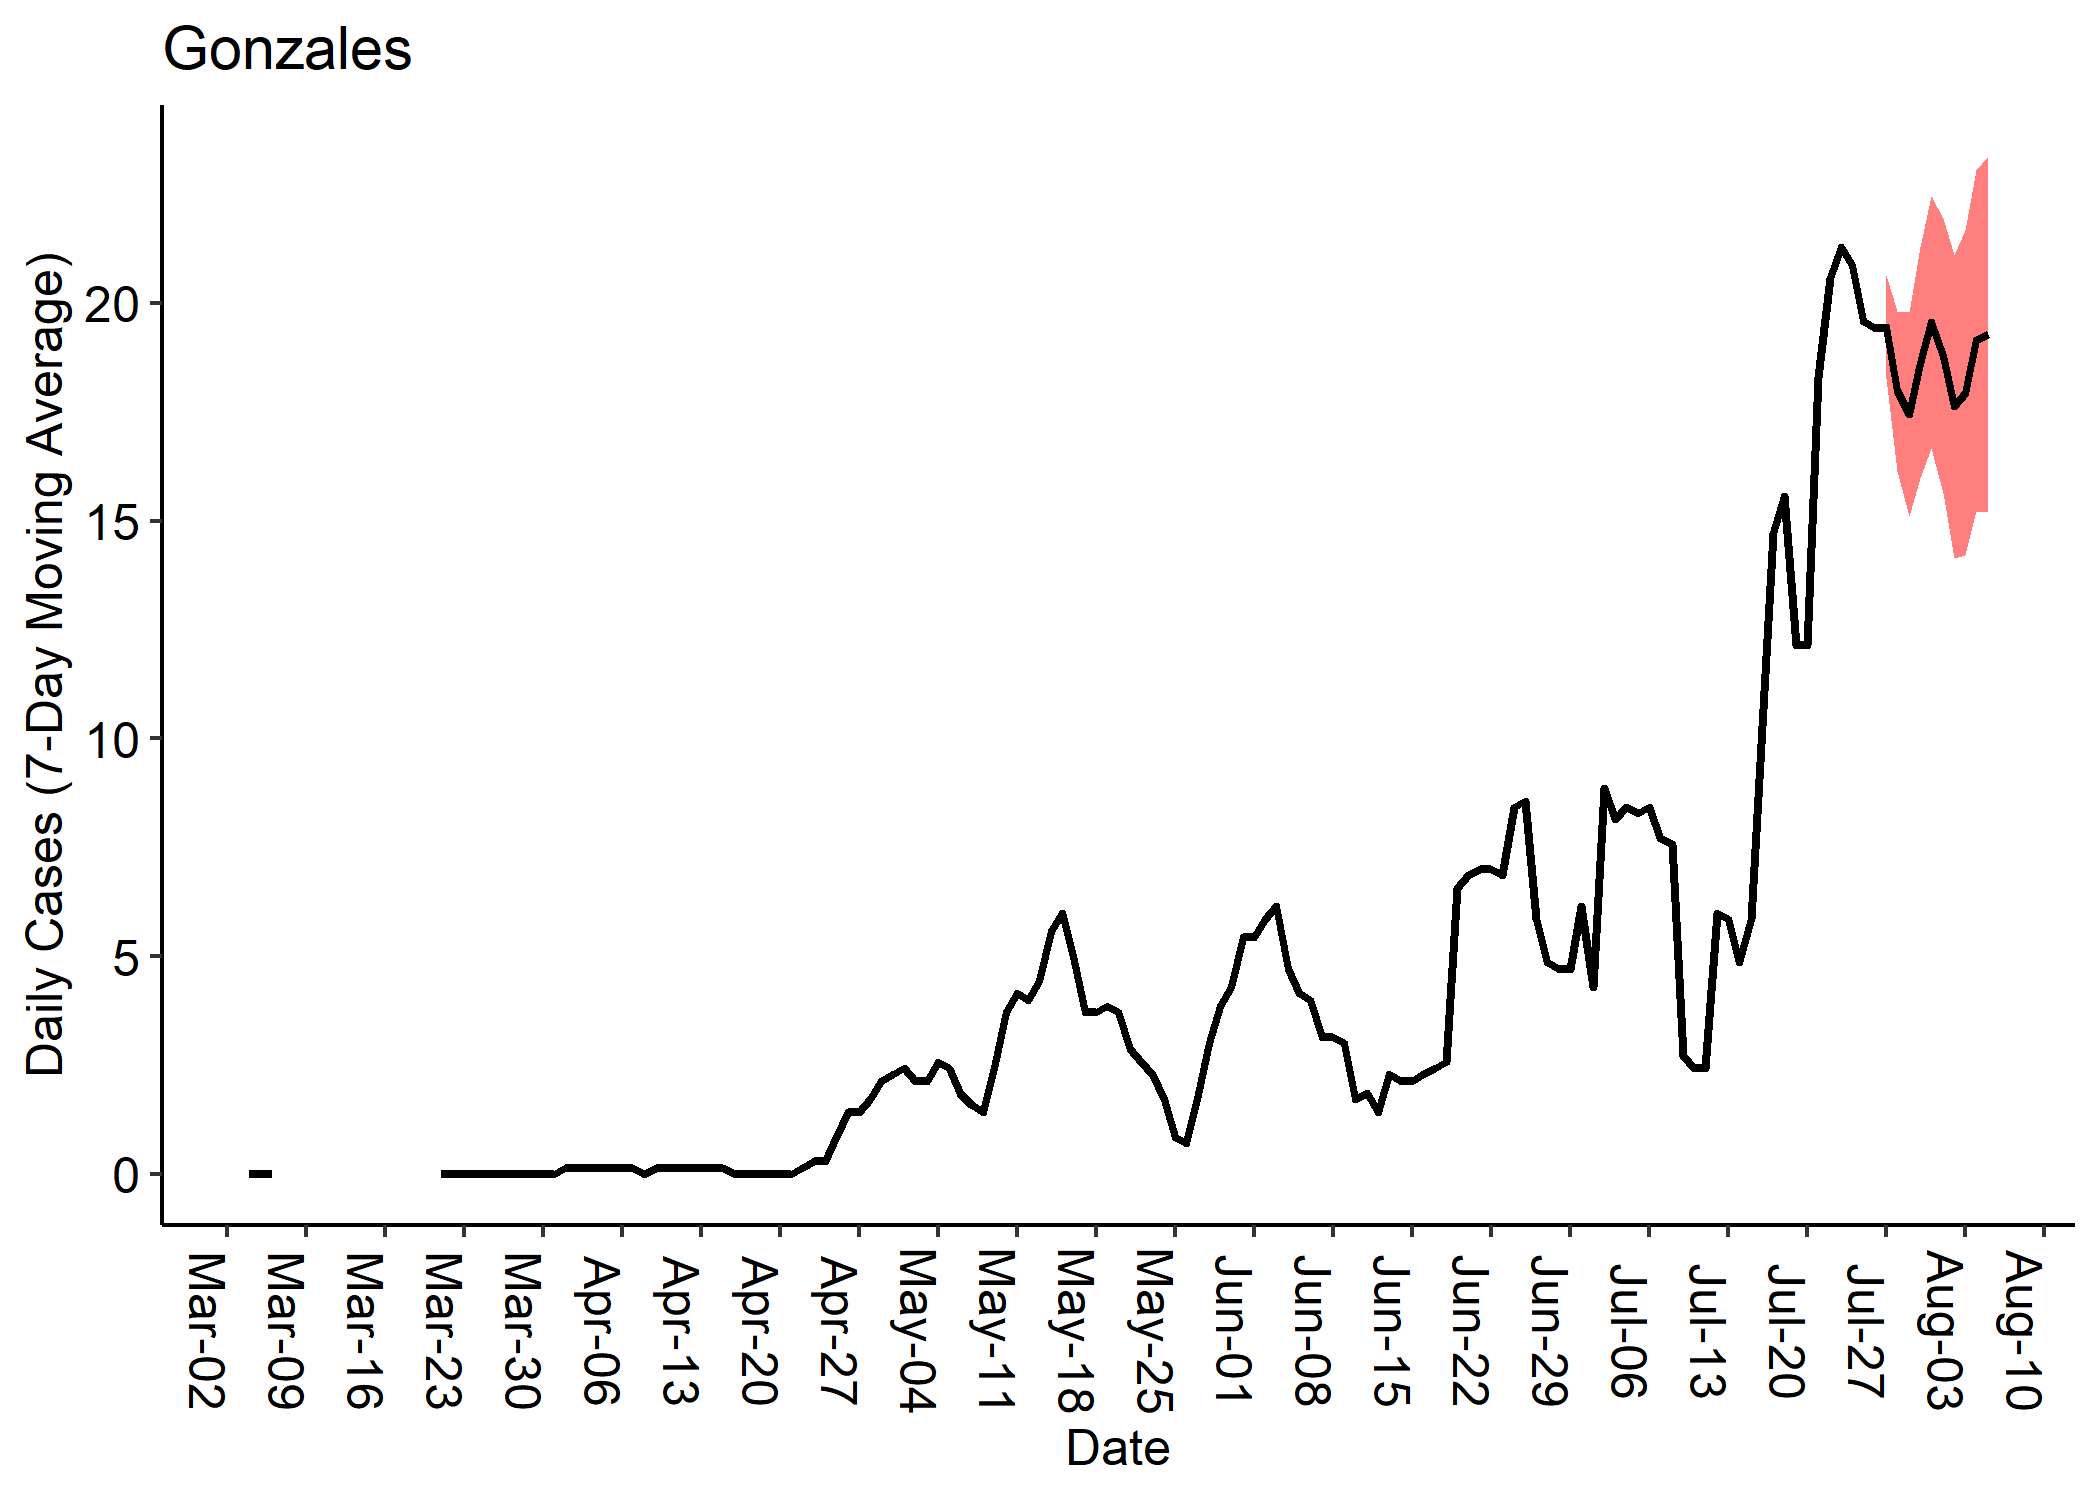 Gonzales
Daily Cases (7-Day Moving Average)
20
15
10
5
0
Mar-02
Mar-09
Mar-16
Mar-23
Mar-30
Apr-06
Apr-13
Apr-20
Apr-27
May-04
May-11
May-18
May-25
Jun-01
Jun-08
Jun-15
Jun-22
Jun-29
Jul-06
Jul-13
Jul-20
Jul-27
Aug-03
Aug-10
Date